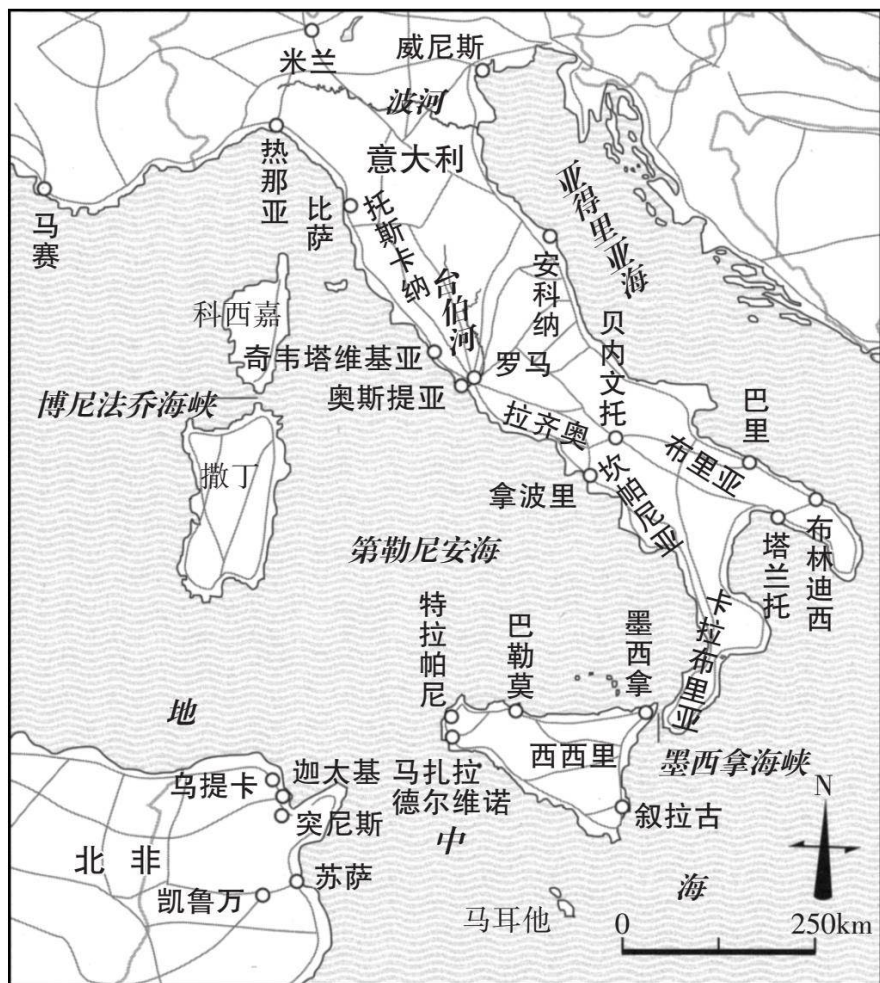 米兰
威尼斯
波河
热那亚
意大利
马赛
比萨
托斯卡纳
亚得里亚海
台伯河
安科纳
科西嘉
贝内文托
奇韦塔维基亚
罗马
奥斯提亚
博尼法乔海峡
拉齐奥
巴里
布里亚
撒丁
拿波里
坎帕尼亚
第勒尼安海
塔兰托
布林迪西
特拉帕尼
巴勒莫
墨西拿
卡拉布里亚
地
西西里
墨西拿海峡
乌提卡
迦太基
马扎拉
德尔维诺
N
突尼斯
中
叙拉古
北非
苏萨
凯鲁万
海
马耳他
0
250km